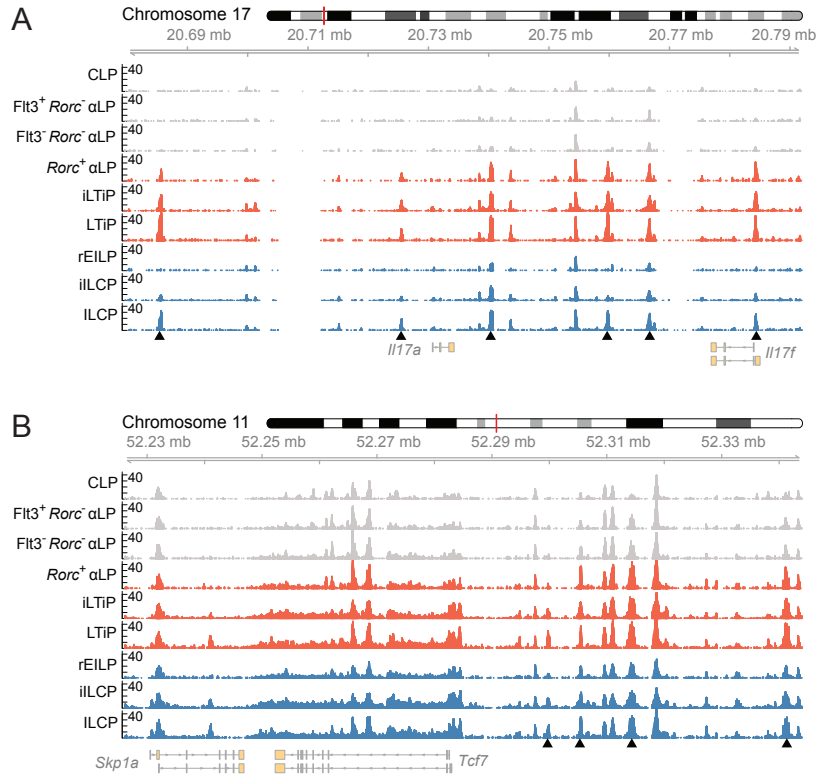 A
Chromosome 17
20.69 mb 20.71 mb 20.73 mb 20.75 mb 20.77 mb 20.79 mb
CLP 40
Flt3+ Rorc- αLP 40
Flt3- Rorc- αLP 40
Rorc+ αLP 40
iLTiP 40
LTiP 40
rEILP 40
iILCP 40
ILCP 40
Il17a
Il17f
B
Chromosome 11
52.23 mb 52.25 mb 52.27 mb 52.29 mb 52.31 mb 52.33 mb
CLP 40
Flt3+ Rorc- αLP 40
Flt3- Rorc- αLP 40
Rorc+ αLP 40
iLTiP 40
LTiP 40
rEILP 40
iILCP 40
ILCP 40
Skp1a
Tcf7